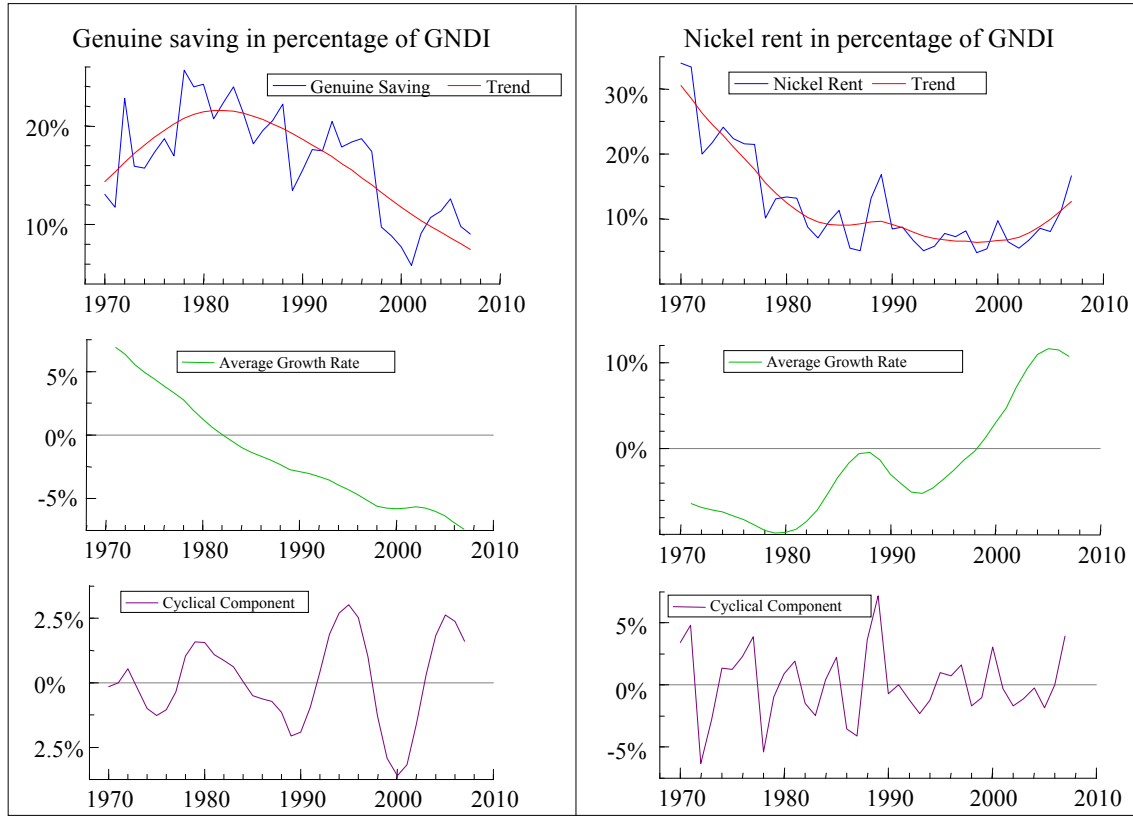 Genuine saving in percentage of GNDI
Genuine Saving Trend
20%
10%
1970 1980 1990 2000 2010
Average Growth Rate
5%
0%
-5%
1970 1980 1990 2000 2010
Cyclical Component
2.5%
0%
2.5%
1970 1980 1990 2000 2010
Nickel rent in percentage of GNDI
Nickel Rent Trend
30%
20%
10%
1970 1980 1990 2000 2010
Average Growth Rate
10%
0%
1970 1980 1990 2000 2010
Cyclical Component
5%
0%
-5%
1970 1980 1990 2000 2010